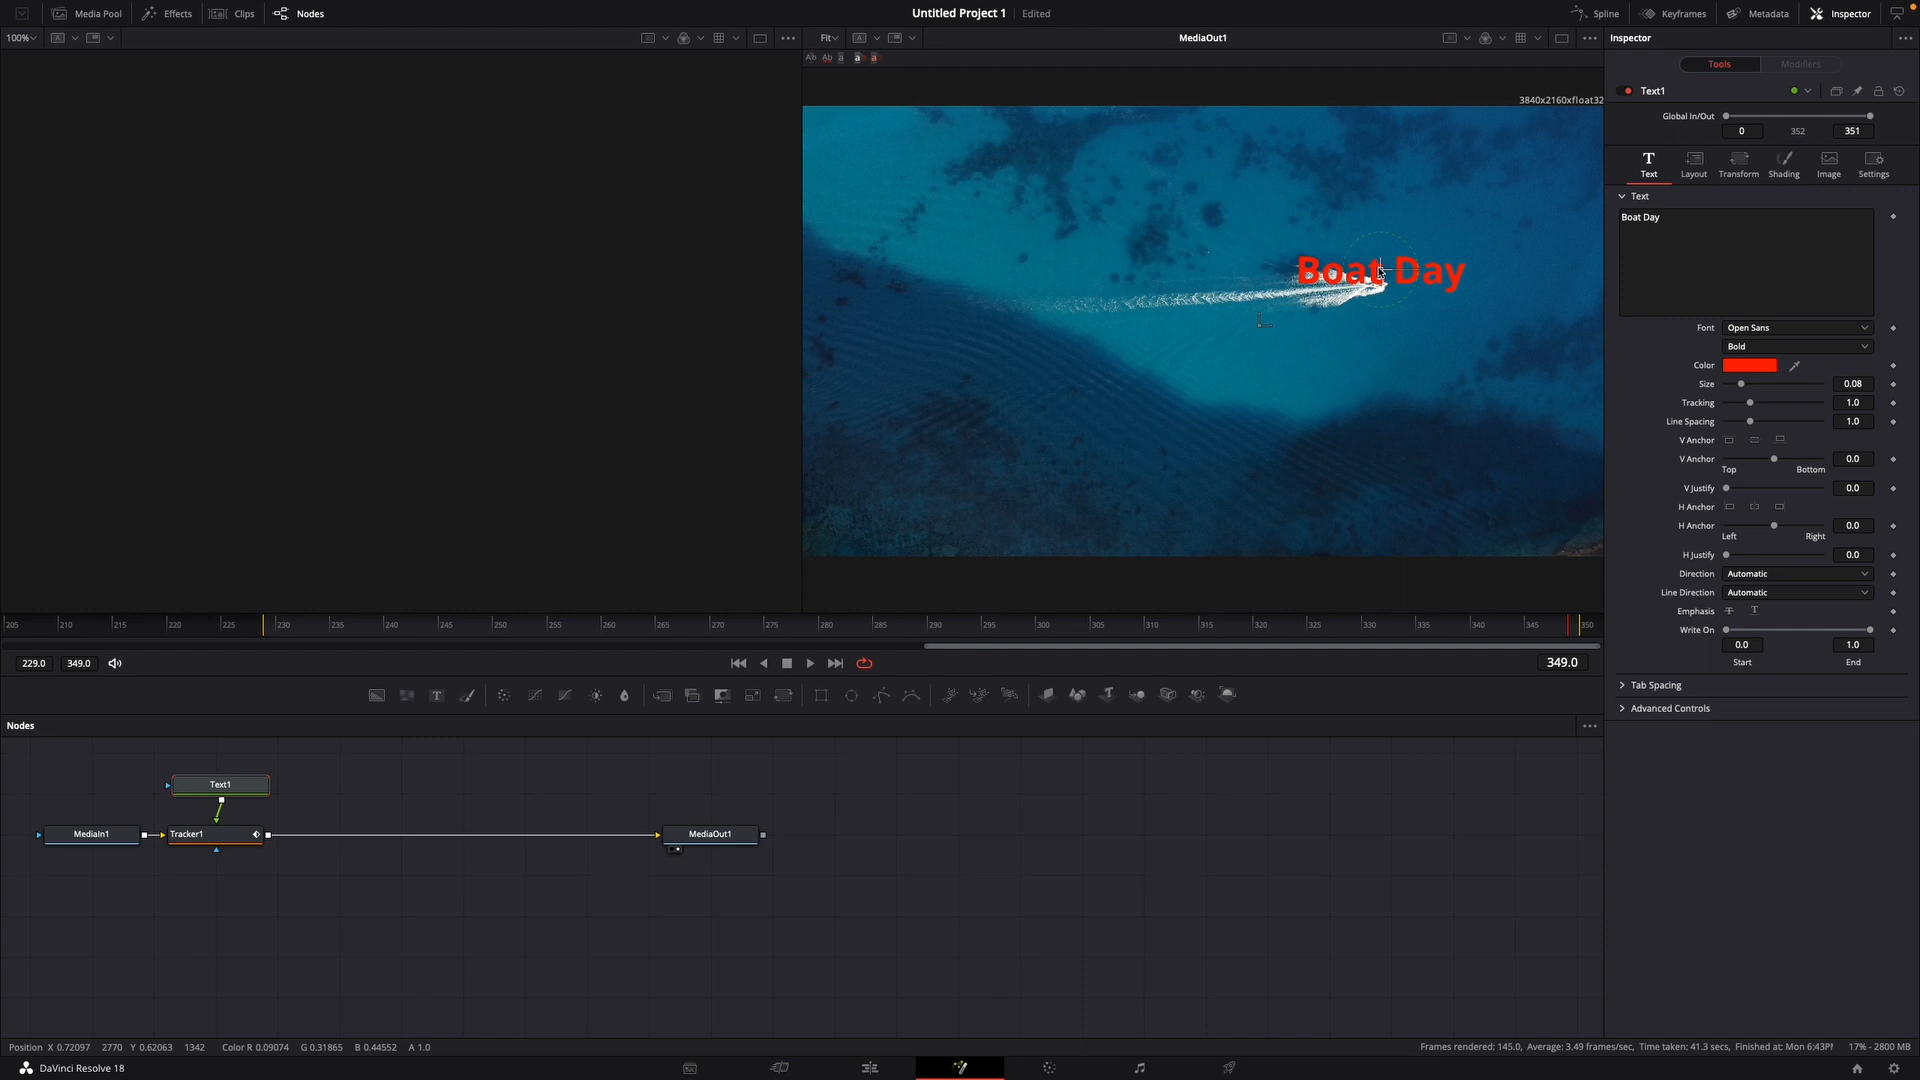 Media Pool Effects Clips Nodes Untitled Project 1 Edited Spline Keyframes Metadata Inspector
100% Fit MediaOut1 Inspector
Tools Modifiers
3840x2160xfloat32
Text1
Global In/Out
0 352 351
Text Layout Transform Shading Image Settings
Text
Boat Day
Boat Day
Font Open Sans
Bold
Color
Size 0.08
Tracking 1.0
Line Spacing 1.0
V Anchor
V Anchor 0.0
Top Bottom
V Justify 0.0
H Anchor
H Anchor 0.0
Left Right
H Justify 0.0
Direction Automatic
Line Direction Automatic
Emphasis
Write On
0.0 1.0
Start End
Tab Spacing
Advanced Controls
205 210 215 220 225 230 235 240 245 250 255 260 265 270 275 280 285 290 295 300 305 310 315 320 325 330 335 340 345 350
229.0 349.0 349.0
Nodes
Text1
MediaIn1 Tracker1 MediaOut1
Position X 0.72097 2770 Y 0.62063 1342 Color R 0.09074 G 0.31865 B 0.44552 A 1.0
Frames rendered: 145.0, Average: 3.49 frames/sec, Time taken: 41.3 secs, Finished at: Mon 6:43PM 17% - 2800 MB
DaVinci Resolve 18